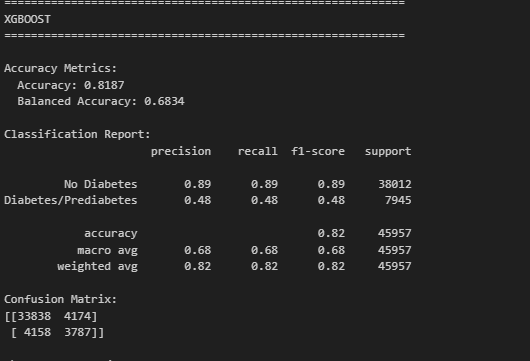 ============================================================
XGBOOST
============================================================
Accuracy Metrics:
Accuracy: 0.8187
Balanced Accuracy: 0.6834
Classification Report:
precision recall f1-score support
No Diabetes 0.89 0.89 0.89 38012
Diabetes/Prediabetes 0.48 0.48 0.48 7945
accuracy 0.82 45957
macro avg 0.68 0.68 0.68 45957
weighted avg 0.82 0.82 0.82 45957
Confusion Matrix:
[[33838 4174]
[ 4158 3787]]